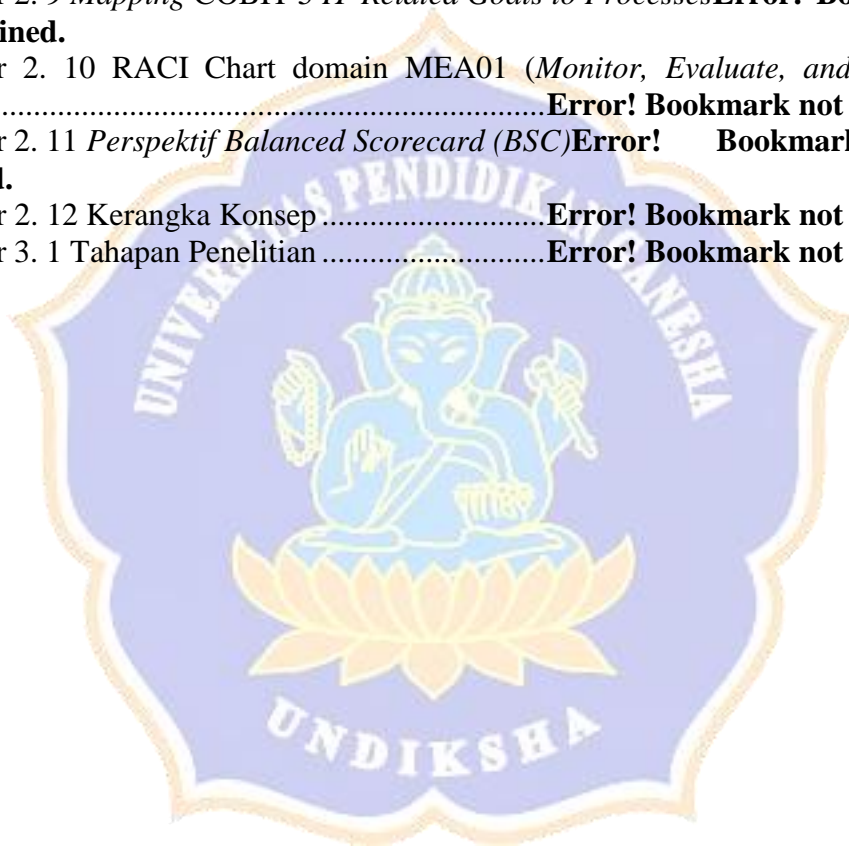 r 2. 9 Mapping COBIT 5 IT-Related Goals to ProcessesError! Bo
ined.
r 2. 10 RACI Chart domain MEA01 (Monitor, Evaluate, and
......................................................................Error! Bookmark not
r 2. 11 Perspektif Balanced Scorecard (BSC)Error! Bookmark
d.
r 2. 12 Kerangka Konsep ............................Error! Bookmark not
r 3. 1 Tahapan Penelitian ............................Error! Bookmark not
UNIVERSITAS PENDIDIKAN GANESHA
UNDIKSHA